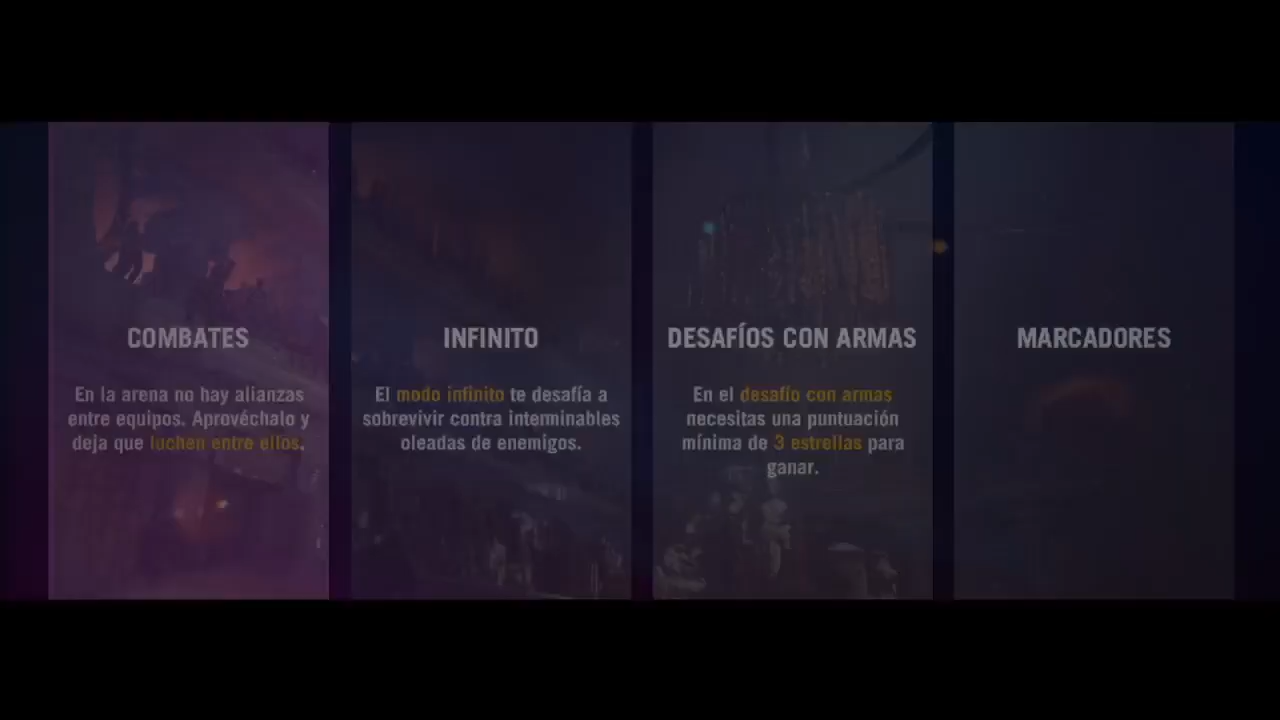 COMBATES
En la arena no hay alianzas
entre equipos. Aprovéchalo y
deja que luchen entre ellos.
INFINITO
El modo infinito te desafía a
sobrevivir contra interminables
oleadas de enemigos.
DESAFÍOS CON ARMAS
En el desafío con armas
necesitas una puntuación
mínima de 3 estrellas para
ganar.
MARCADORES